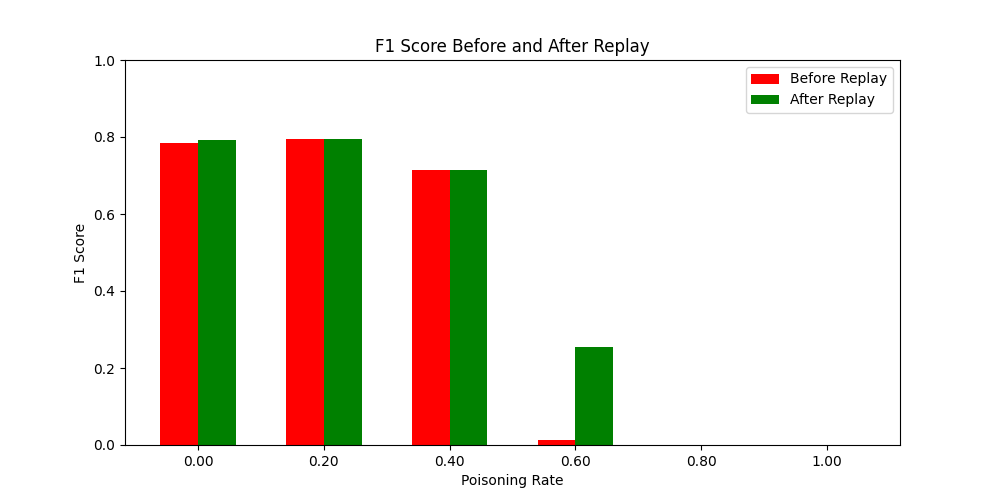 F1 Score Before and After Replay
1.0
0.8
0.6
0.4
0.2
0.0
F1 Score
Before Replay
After Replay
0.00 0.20 0.40 0.60 0.80 1.00
Poisoning Rate